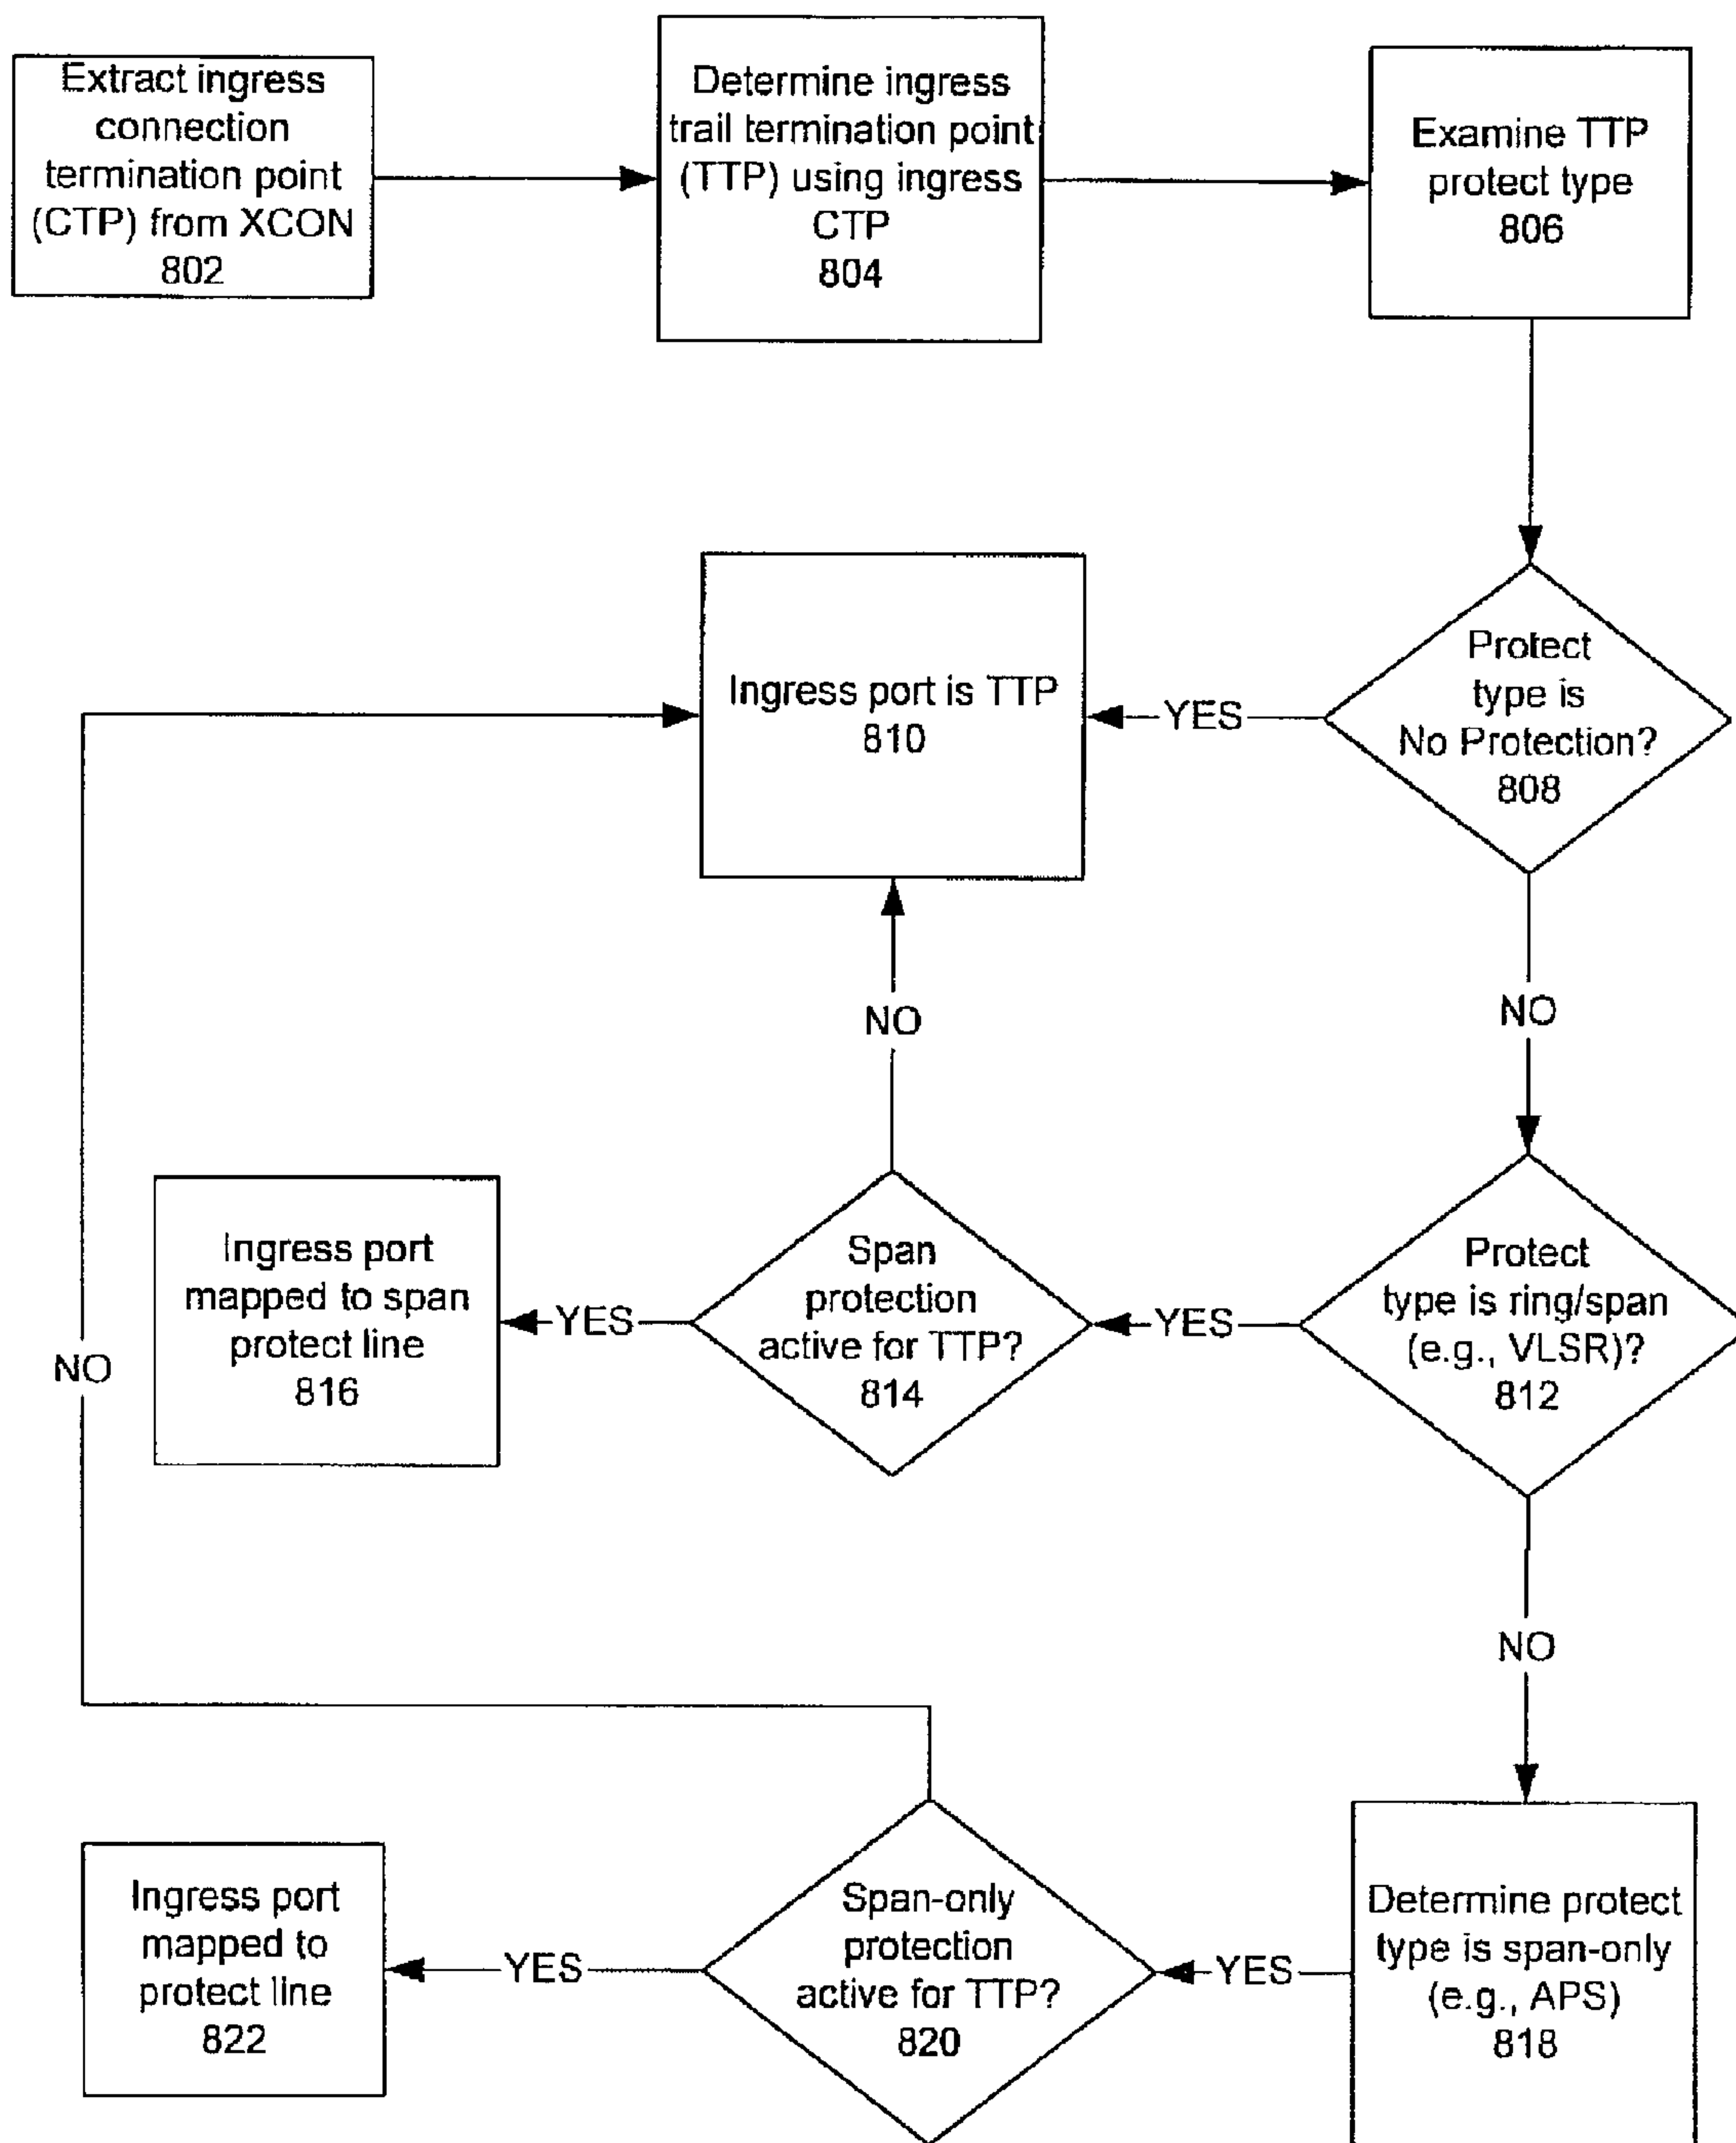 Extract ingress
connection
termination point
(CTP) from XCON
802
Determine ingress
trail termination point
(TTP) using ingress
CTP
804
Examine TTP
protect type
806
Protect
type is
No Protection?
808
YES
Ingress port is TTP
810
NO
NO
Protect
type is ring/span
(e.g., VLSR)?
812
YES
Span
protection
active for TTP?
814
YES
Ingress port
mapped to span
protect line
816
NO
NO
Determine protect
type is span-only
(e.g., APS)
818
YES
Span-only
protection
active for TTP?
820
YES
Ingress port
mapped to
protect line
822